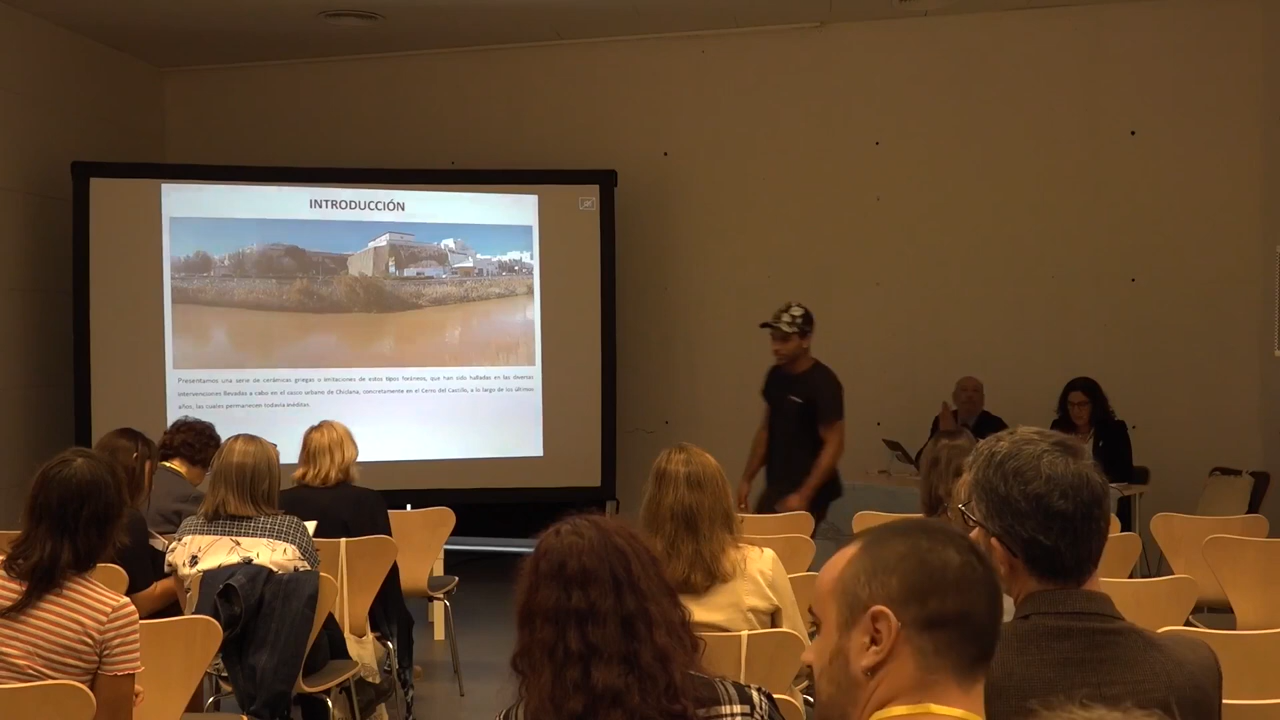 INTRODUCCIÓN
Presentamos una serie de cerámicas griegas o imitaciones de estos tipos foráneos, que han sido halladas en las diversas
intervenciones llevadas a cabo en el casco urbano de Chiclana, concretamente en el Cerro del Castillo, a lo largo de los últimos
años, las cuales permanecen todavía inéditas.